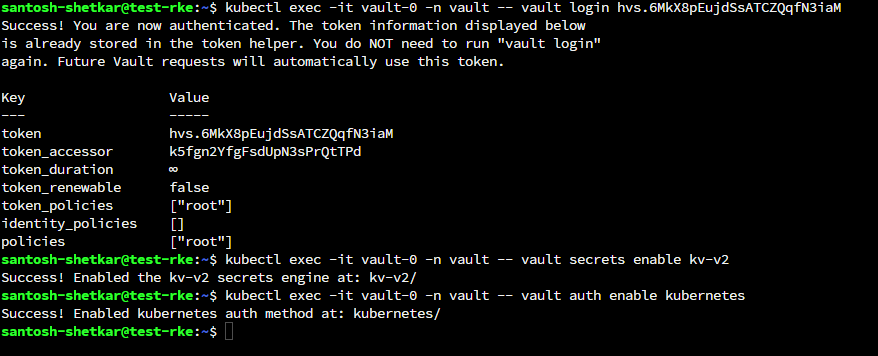 santosh-shetkar@test-rke:~$ kubectl exec -it vault-0 -n vault -- vault login hvs.6MkX8pEujdSsATCZQqfN3iaM
Success! You are now authenticated. The token information displayed below
is already stored in the token helper. You do NOT need to run "vault login"
again. Future Vault requests will automatically use this token.
Key Value
--- -----
token hvs.6MkX8pEujdSsATCZQqfN3iaM
token_accessor k5fgn2YfgFsdUpN3sPrQtTPd
token_duration ∞
token_renewable false
token_policies ["root"]
identity_policies []
policies ["root"]
santosh-shetkar@test-rke:~$ kubectl exec -it vault-0 -n vault -- vault secrets enable kv-v2
Success! Enabled the kv-v2 secrets engine at: kv-v2/
santosh-shetkar@test-rke:~$ kubectl exec -it vault-0 -n vault -- vault auth enable kubernetes
Success! Enabled kubernetes auth method at: kubernetes/
santosh-shetkar@test-rke:~$